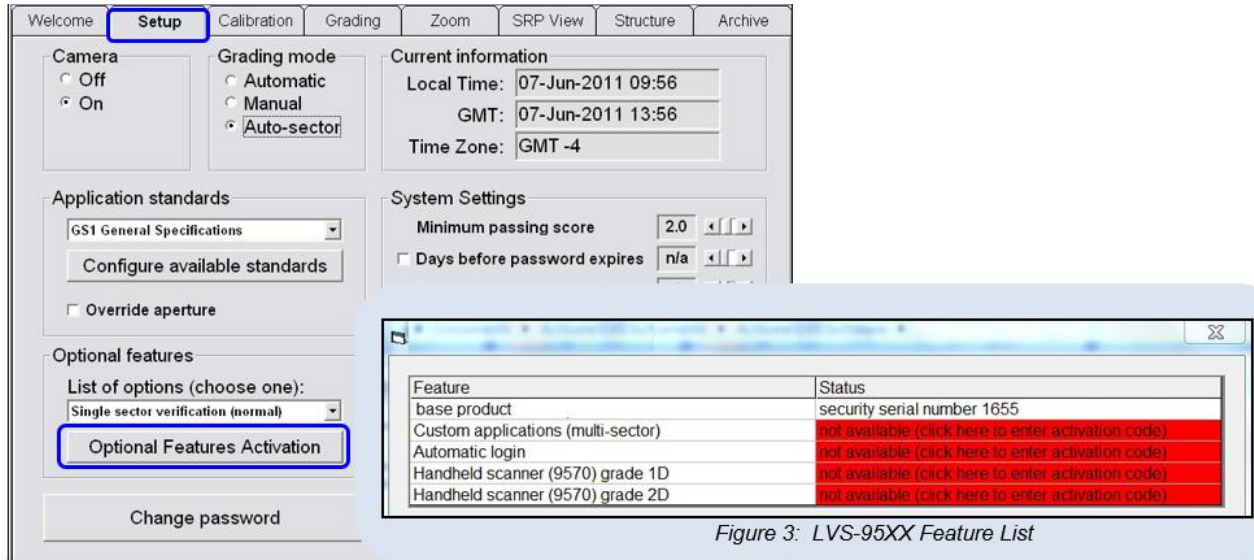 Welcome Setup Calibration Grading Zoom SRP View Structure Archive
Camera
Off
On
Grading mode
Automatic
Manual
Auto-sector
Current information
Local Time: 07-Jun-2011 09:56
GMT: 07-Jun-2011 13:56
Time Zone: GMT -4
Application standards
GS1 General Specifications
Configure available standards
Override aperture
System Settings
Minimum passing score 2.0
Days before password expires n/a
Optional features
List of options (choose one):
Single sector verification (normal)
Optional Features Activation
Change password
Feature Status
base product security serial number 1655
Custom applications (multi-sector) not available (click here to enter activation code)
Automatic login not available (click here to enter activation code)
Handheld scanner (9570) grade 1D not available (click here to enter activation code)
Handheld scanner (9570) grade 2D not available (click here to enter activation code)
Figure 3: LVS-95XX Feature List